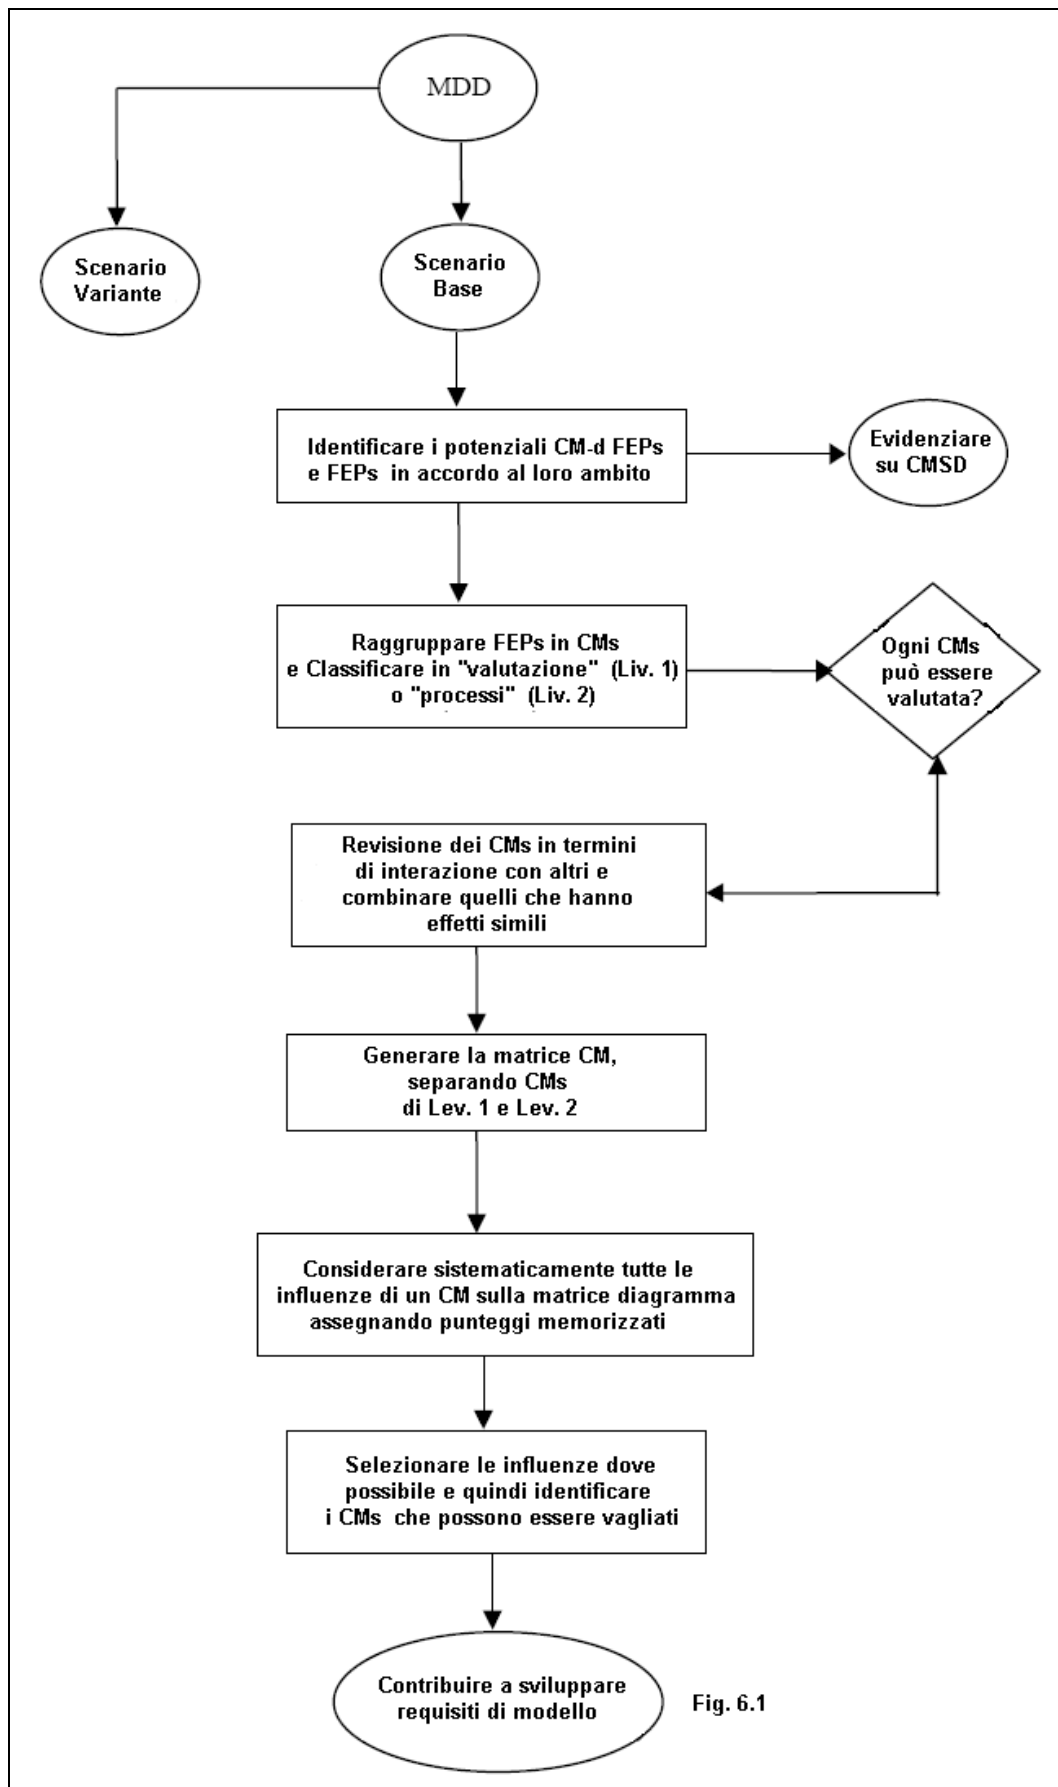 MDD
Scenario
Variante
Scenario
Base
Identificare i potenziali CM-d FEPs
e FEPs in accordo al loro ambito
Evidenziare
su CMSD
Raggruppare FEPs in CMs
e Classificare in "valutazione" (Liv. 1)
o "processi" (Liv. 2)
Ogni CMs
può essere
valutata?
Revisione dei CMs in termini
di interazione con altri e
combinare quelli che hanno
effetti simili
Generare la matrice CM,
separando CMs
di Lev. 1 e Lev. 2
Considerare sistematicamente tutte le
influenze di un CM sulla matrice diagramma
assegnando punteggi memorizzati
Selezionare le influenze dove
possibile e quindi identificare
i CMs che possono essere vagliati
Contribuire a sviluppare
requisiti di modello
Fig. 6.1